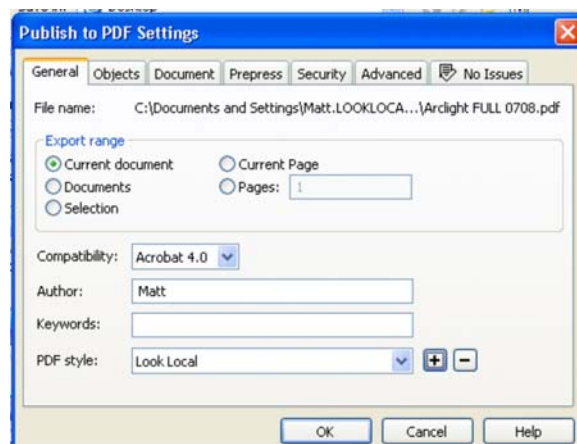 Publish to PDF Settings
General Objects Document Prepress Security Advanced No Issues
File name: C:\Documents and Settings\Matt.LOOKLOCA...\Arclight FULL 0708.pdf
Export range
Current document Current Page
Documents Pages: 1
Selection
Compatibility: Acrobat 4.0
Author: Matt
Keywords:
PDF style: Look Local
OK Cancel Help